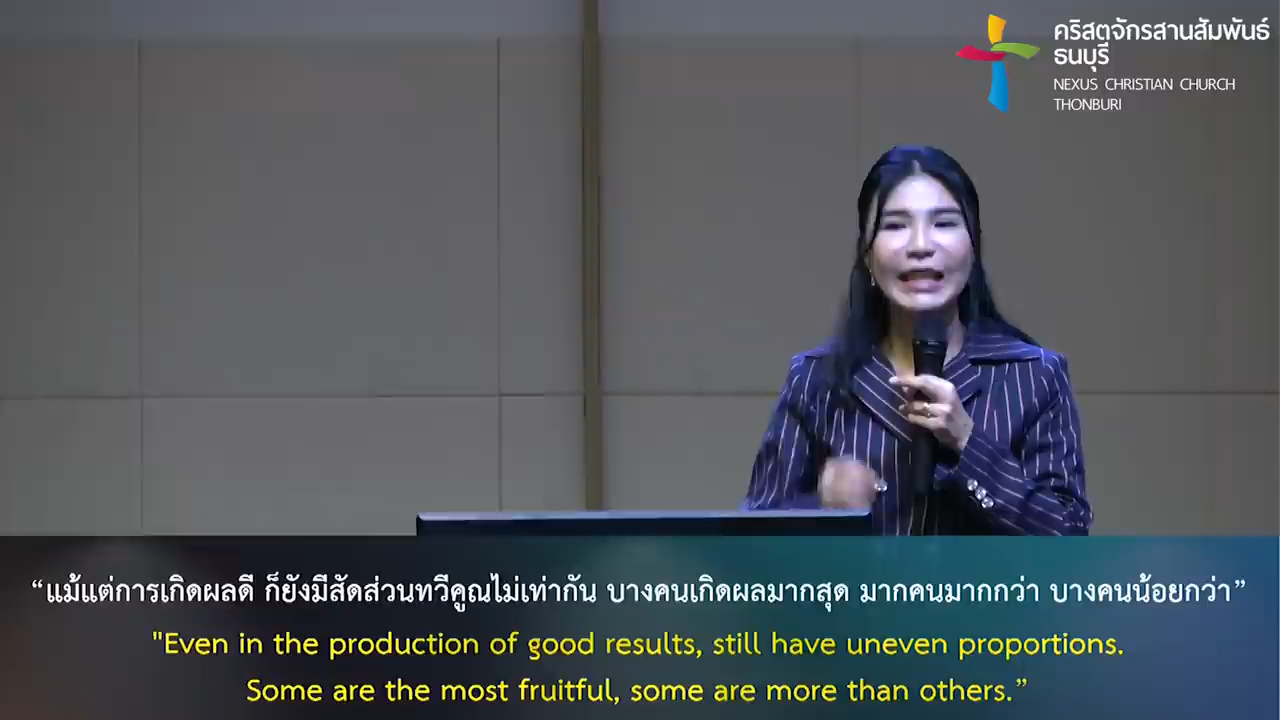 คริสตจักรสานสัมพันธ์
ธนบุรี
NEXUS CHRISTIAN CHURCH
THONBURI
“แม้แต่การเกิดผลดี ก็ยังมีสัดส่วนทวีคูณไม่เท่ากัน บางคนเกิดผลมากสุด มากคนมากกว่า บางคนน้อยกว่า”
"Even in the production of good results, still have uneven proportions.
Some are the most fruitful, some are more than others.”